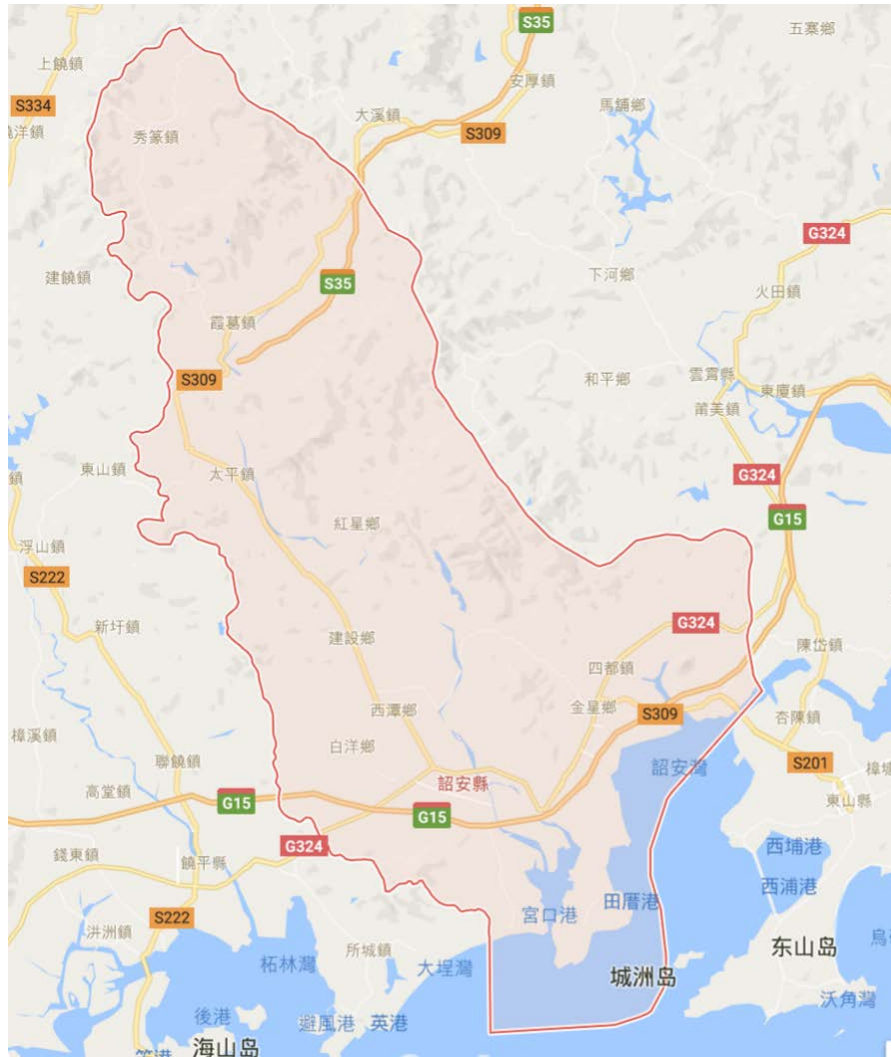 S35
五寨鄉
上饒鎮
安厚鎮
S334
大溪鎮
馬鋪鄉
S309
秀篆鎮
G324
建饒鎮
下河鄉
S35
火田鎮
霞葛鎮
雲霄縣
S309
和平鄉
東廈鎮
莆美鎮
東山鎮
太平鎮
G324
G15
紅星鄉
浮山鎮
S222
新圩鎮
G324
建設鄉
陳岱鎮
四都鎮
西潭鄉
金星鄉
S309
杏陳鎮
樟溪鎮
白洋鄉
聯饒鎮
詔安灣
S201
詔安縣
高堂鎮
G15
G15
東山縣
G324
西埔港
錢東鎮
饒平縣
西浦港
田厝港
宮口港
S222
洪洲鎮
所城鎮
东山岛
柘林灣
大埕灣
城洲岛
沃角灣
後港
避風港
英港
海山岛